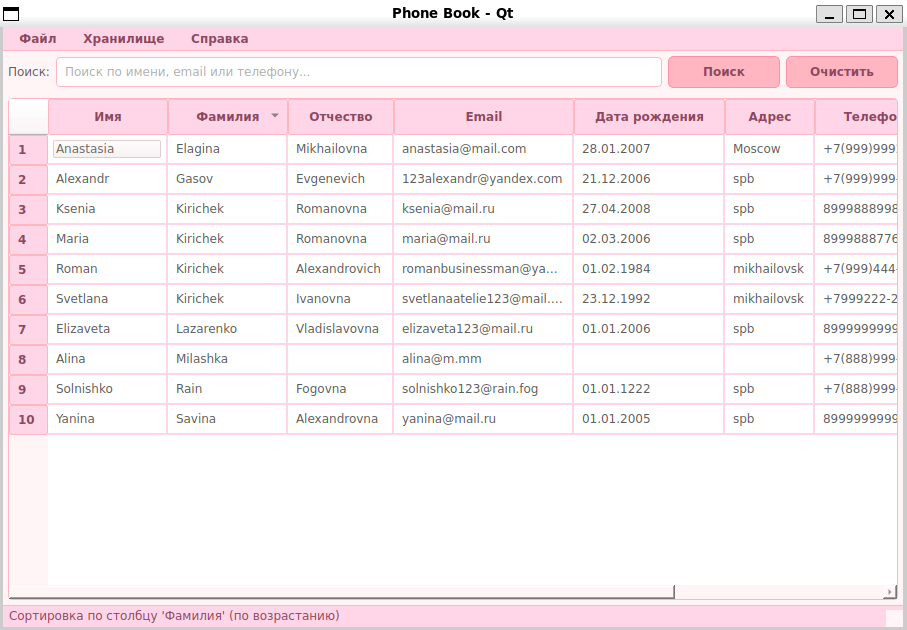 Phone Book - Qt
Файл Хранилище Справка
Поиск: Поиск по имени, email или телефону... Поиск Очистить
Имя Фамилия Отчество Email Дата рождения Адрес Телефо
1 Anastasia Elagina Mikhailovna anastasia@mail.com 28.01.2007 Moscow +7(999)999
2 Alexandr Gasov Evgenevich 123alexandr@yandex.com 21.12.2006 spb +7(999)999-
3 Ksenia Kirichek Romanovna ksenia@mail.ru 27.04.2008 spb 8999888998
4 Maria Kirichek Romanovna maria@mail.ru 02.03.2006 spb 8999888776
5 Roman Kirichek Alexandrovich romanbusinessman@ya... 01.02.1984 mikhailovsk +7(999)444-
6 Svetlana Kirichek Ivanovna svetlanaatelie123@mail.... 23.12.1992 mikhailovsk +7999222-2
7 Elizaveta Lazarenko Vladislavovna elizaveta123@mail.ru 01.01.2006 spb 8999999999
8 Alina Milashka alina@m.mm +7(888)999-
9 Solnishko Rain Fogovna solnishko123@rain.fog 01.01.1222 spb +7(888)999-
10 Yanina Savina Alexandrovna yanina@mail.ru 01.01.2005 spb 8999999999
Сортировка по столбцу 'Фамилия' (по возрастанию)